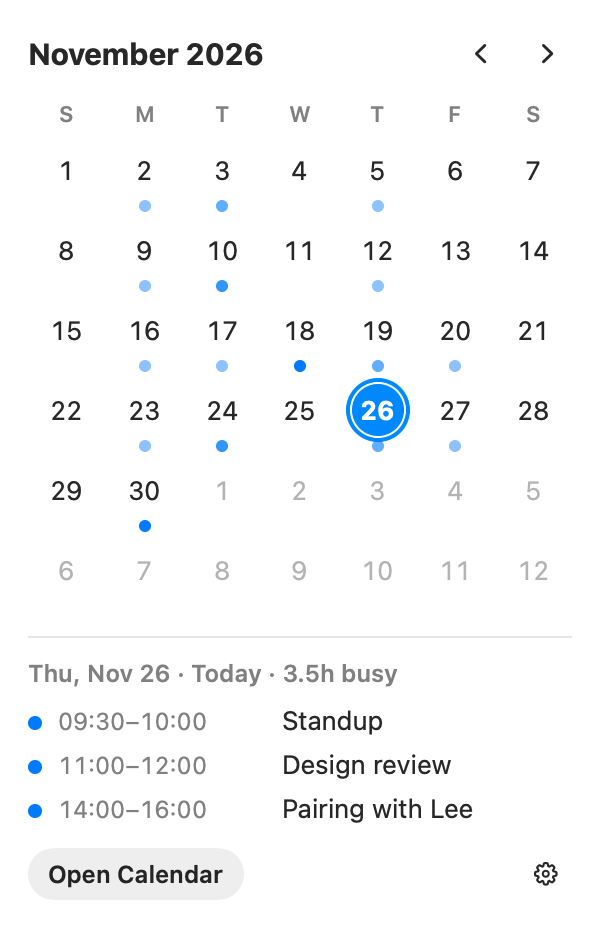 November 2026
S M T W T F S
1 2 3 4 5 6 7
8 9 10 11 12 13 14
15 16 17 18 19 20 21
22 23 24 25 26 27 28
29 30 1 2 3 4 5
6 7 8 9 10 11 12
Thu, Nov 26 · Today · 3.5h busy
09:30–10:00 Standup
11:00–12:00 Design review
14:00–16:00 Pairing with Lee
Open Calendar